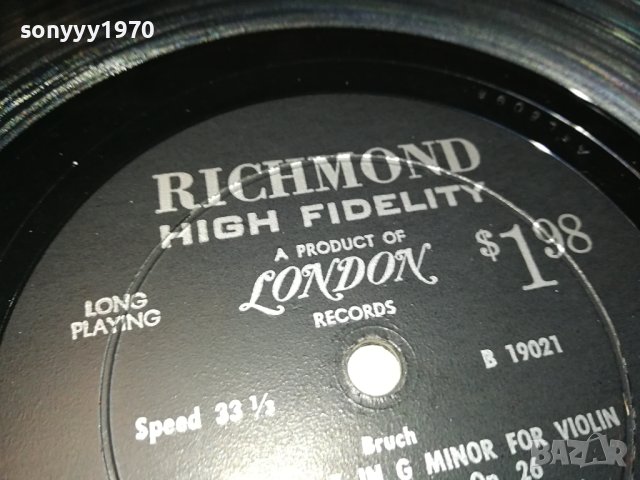 sonyyy1970
RICHMOND
HIGH FIDELITY
A PRODUCT OF
LONDON
RECORDS
$1.98
LONG
PLAYING
B 19021
Speed 33 ⅓
Bruch
IN G MINOR FOR VIOLIN
Op. 26
BAZAR